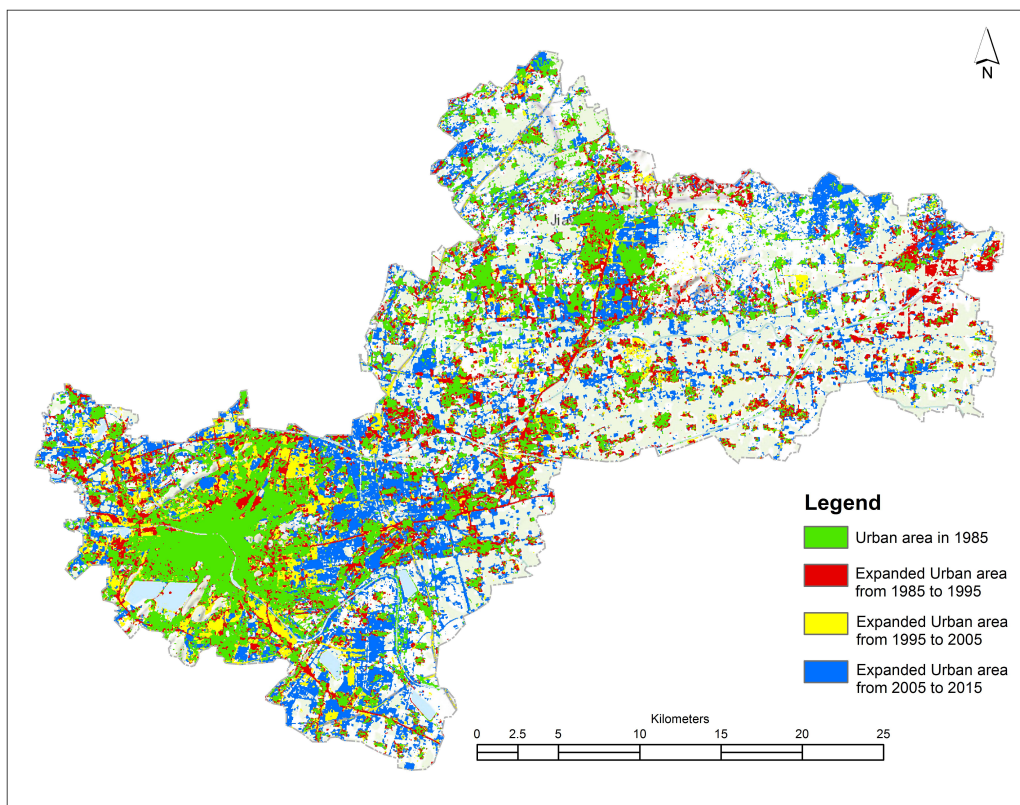 N
Jia
Legend
Urban area in 1985
Expanded Urban area
from 1985 to 1995
Expanded Urban area
from 1995 to 2005
Expanded Urban area
from 2005 to 2015
Kilometers
0 2.5 5 10 15 20 25